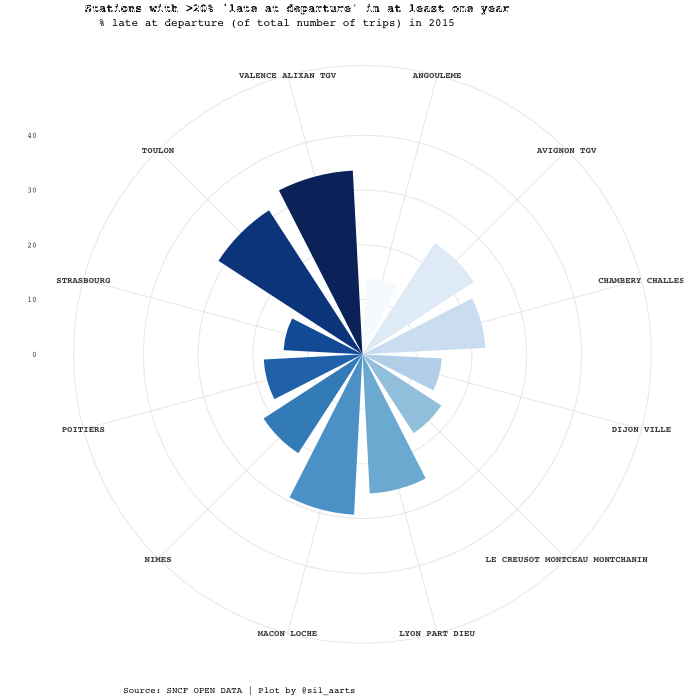 Stations with >20% 'late at departure' in at least one year
% late at departure (of total number of trips) in 2015
VALENCE ALIXAN TGV
ANGOULEME
40
TOULON
AVIGNON TGV
30
20
STRASBOURG
CHAMBERY CHALLES
10
0
POITIERS
DIJON VILLE
NIMES
LE CREUSOT MONTCEAU MONTCHANIN
MACON LOCHE
LYON PART DIEU
Source: SNCF OPEN DATA | Plot by @sil_aarts